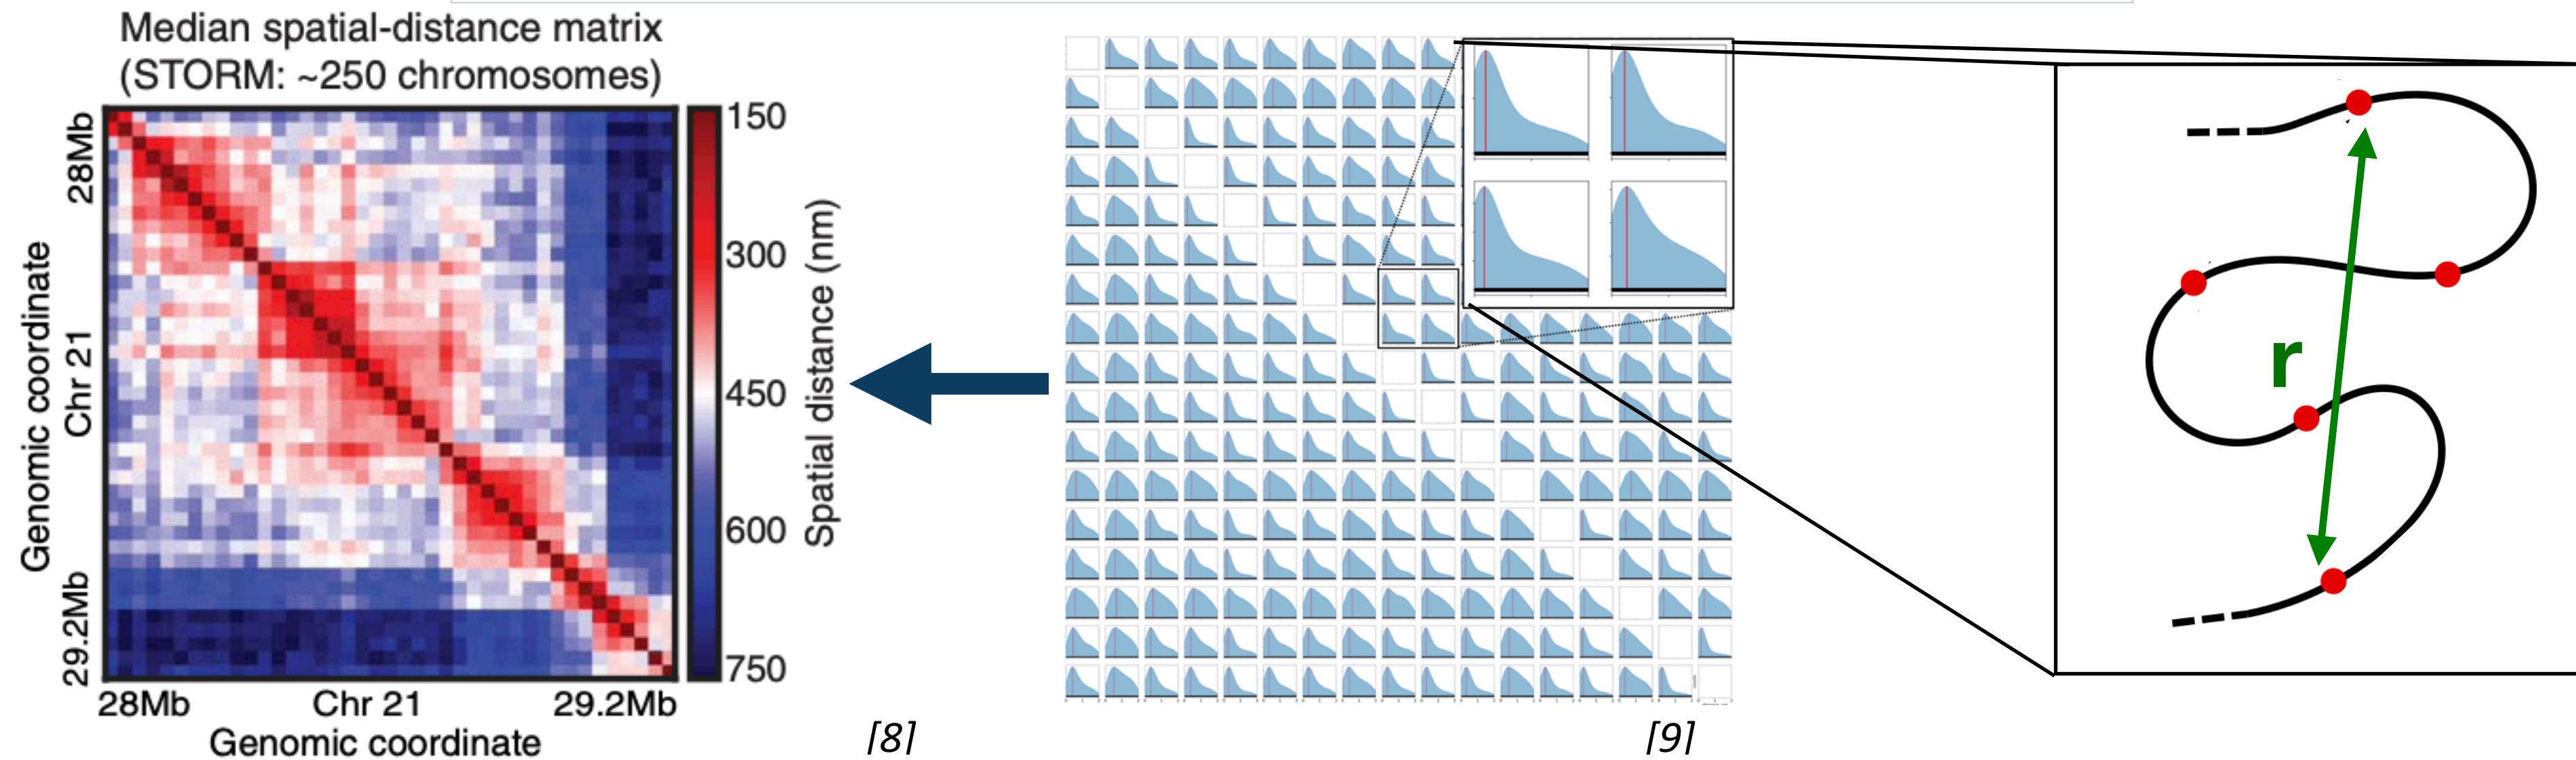 Median spatial-distance matrix
(STORM: ~250 chromosomes)
28Mb
Chr 21
29.2Mb
Genomic coordinate
150
300
450
600
750
Spatial distance (nm)
28Mb
Chr 21
29.2Mb
Genomic coordinate
[8]
[9]
r